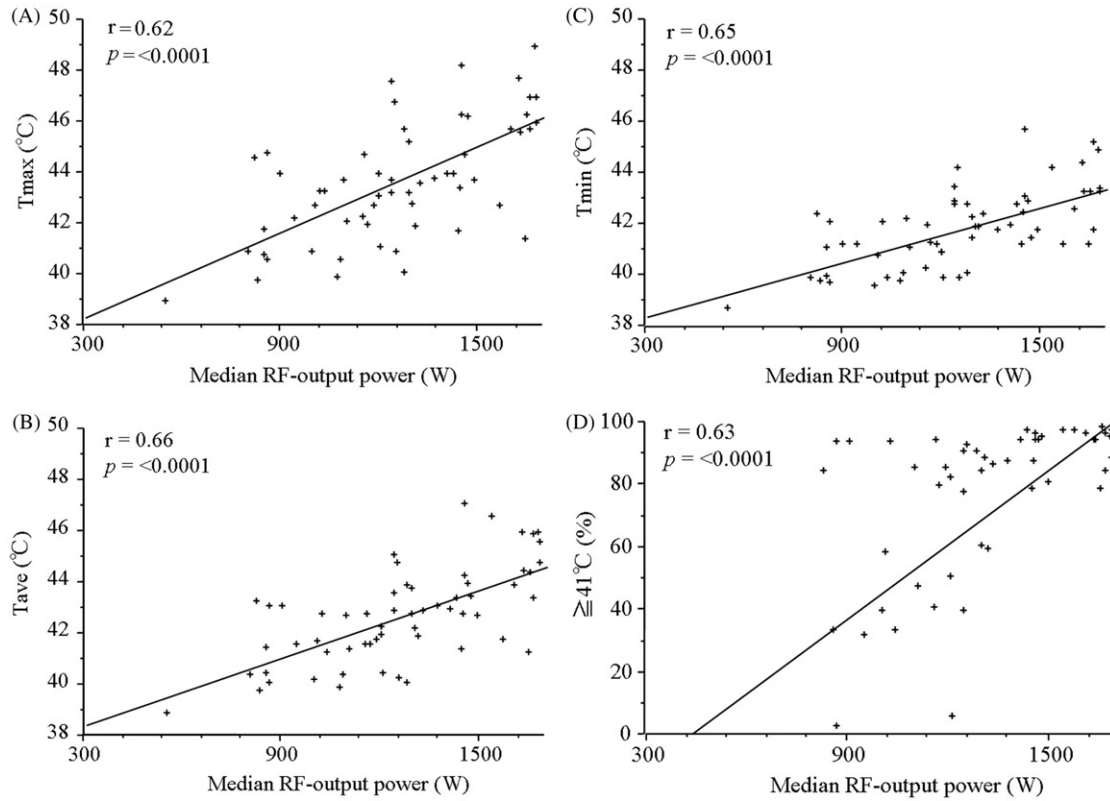 (A)
r = 0.62
p = <0.0001
Tmax (℃)
50
48
46
44
42
40
38
300
900
1500
Median RF-output power (W)
(C)
r = 0.65
p = <0.0001
Tmin (℃)
50
48
46
44
42
40
38
300
900
1500
Median RF-output power (W)
(B)
r = 0.66
p = <0.0001
Tave (℃)
50
48
46
44
42
40
38
300
900
1500
Median RF-output power (W)
(D)
r = 0.63
p = <0.0001
≧41℃ (%)
100
80
60
40
20
0
300
900
1500
Median RF-output power (W)